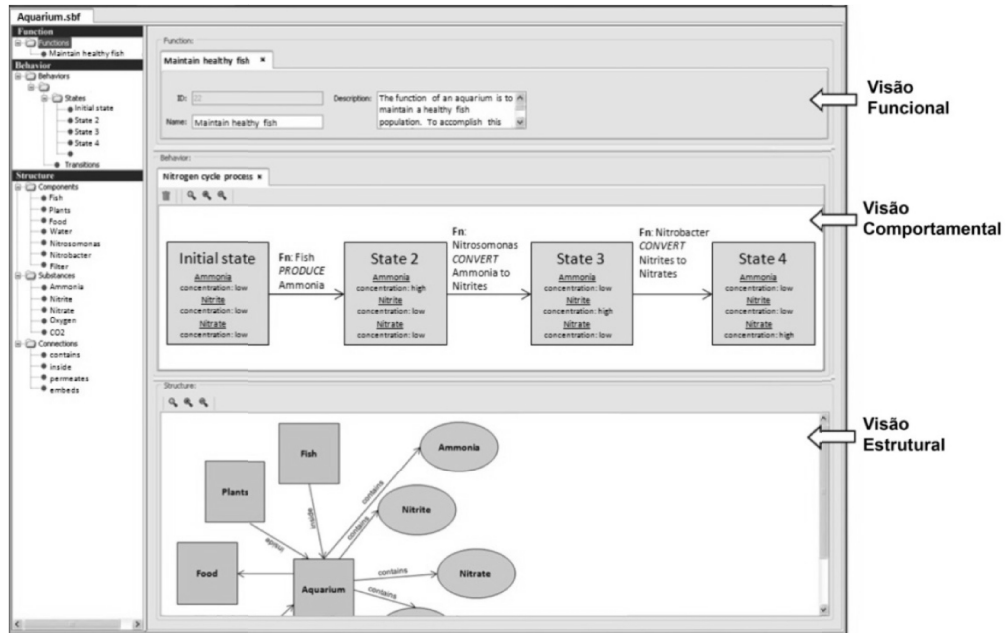 Aquarium.sbf
Function
Functions
Maintain healthy fish
Behavior
Behaviors
States
Initial state
State 2
State 3
State 4
Transitions
Structure
Components
Fish
Plants
Food
Water
Nitrosomonas
Nitrobacter
Filter
Substances
Ammonia
Nitrite
Nitrate
Oxygen
CO2
Connections
contains
inside
permeates
embeds
Function:
Maintain healthy fish
ID:
22
Name:
Maintain healthy fish
Description:
The function of an aquarium is to
maintain a healthy fish
population. To accomplish this
Behavior:
Nitrogen cycle process
Initial state
Ammonia
concentration: low
Nitrite
concentration: low
Nitrate
concentration: low
Fn: Fish
PRODUCE
Ammonia
State 2
Ammonia
concentration: high
Nitrite
concentration: low
Nitrate
concentration: low
Fn:
Nitrosomonas
CONVERT
Ammonia to
Nitrites
State 3
Ammonia
concentration: low
Nitrite
concentration: high
Nitrate
concentration: low
Fn: Nitrobacter
CONVERT
Nitrites to
Nitrates
State 4
Ammonia
concentration: low
Nitrite
concentration: low
Nitrate
concentration: high
Structure:
Fish
Plants
Food
Aquarium
Ammonia
Nitrite
Nitrate
inside
inside
contains
contains
contains
contains
Visão
Funcional
Visão
Comportamental
Visão
Estrutural